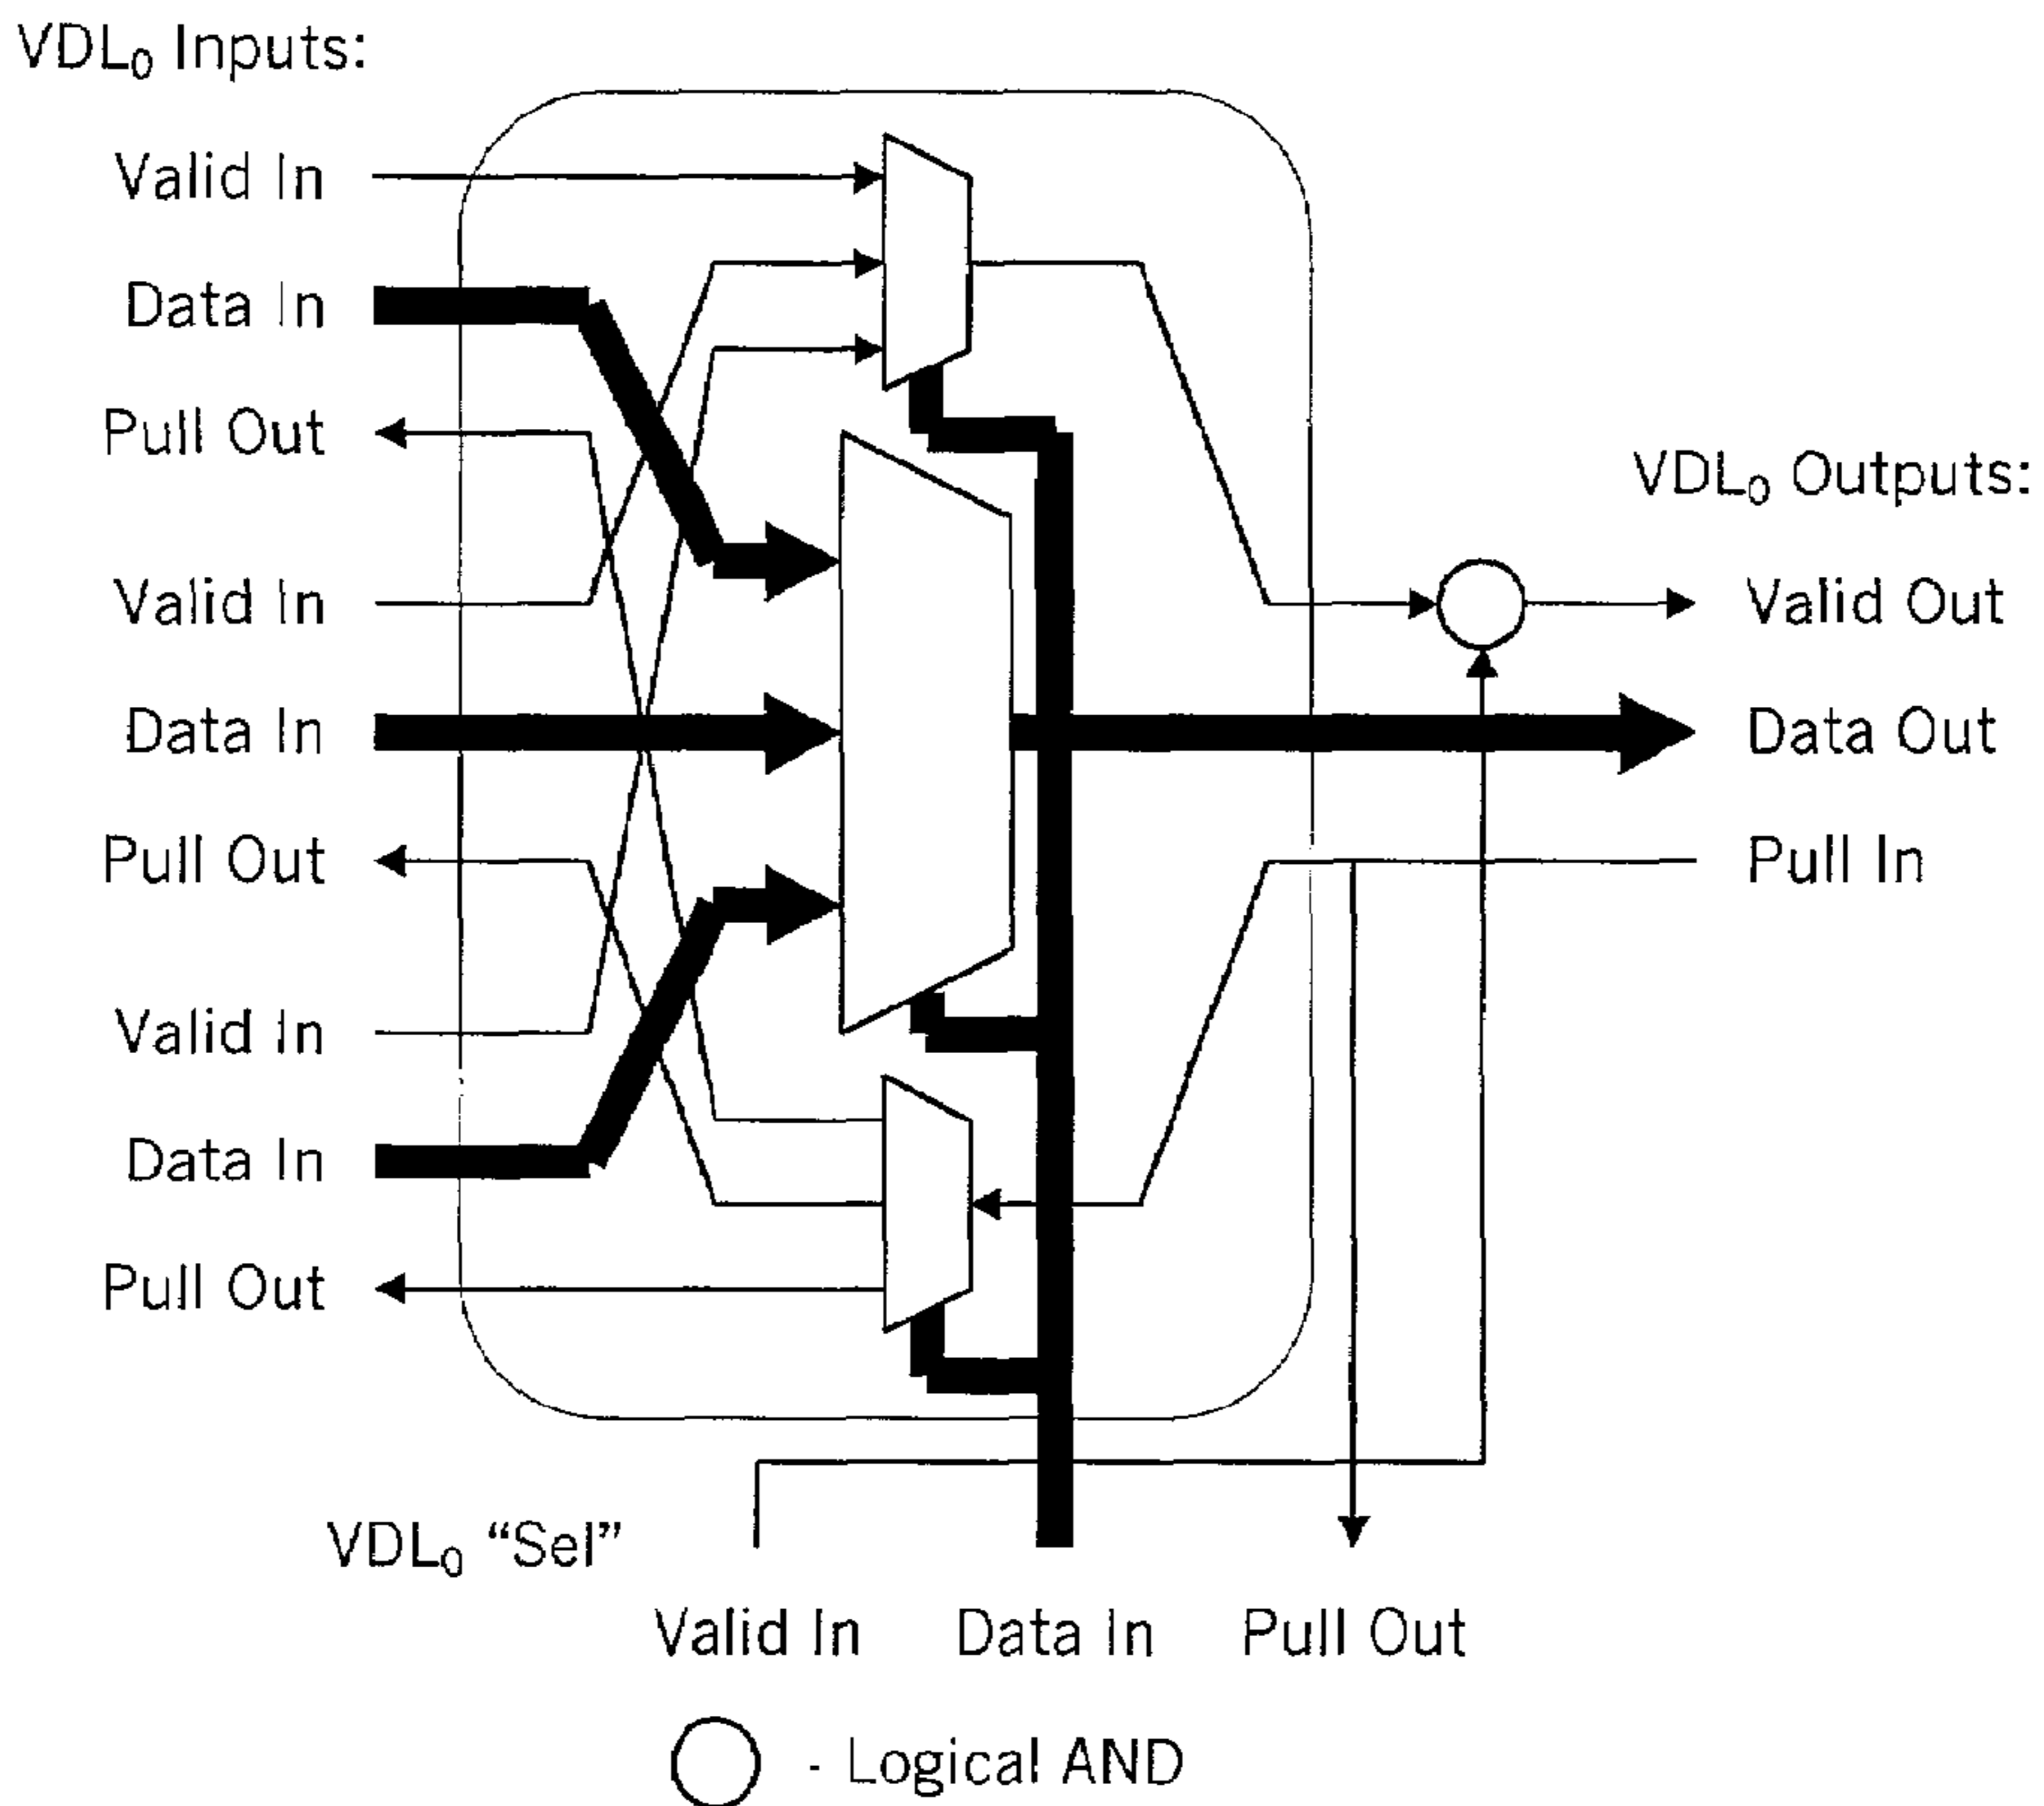 VDL₀ Inputs:
Valid In
Data In
Pull Out
Valid In
Data In
Pull Out
Valid In
Data In
Pull Out
VDL₀ Outputs:
Valid Out
Data Out
Pull In
VDL₀ “Sel”
Valid In Data In Pull Out
- Logical AND